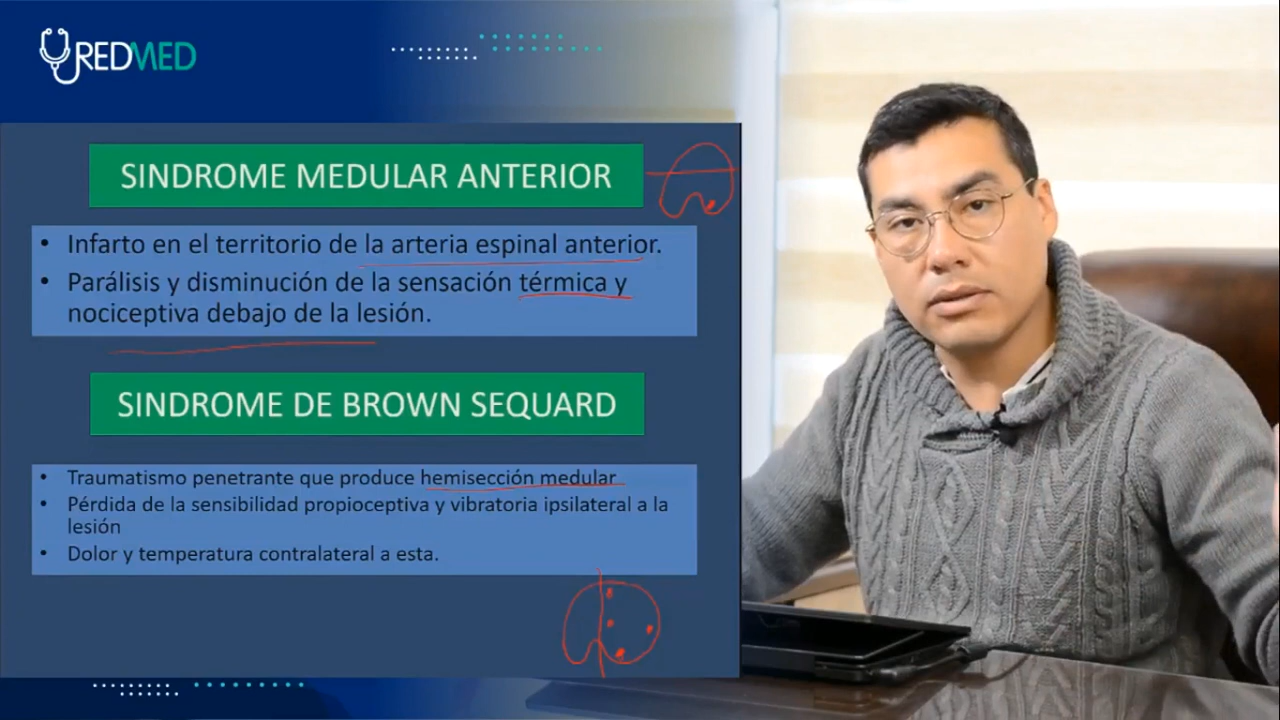 REDMED
SINDROME MEDULAR ANTERIOR
• Infarto en el territorio de la arteria espinal anterior.
• Parálisis y disminución de la sensación térmica y
nociceptiva debajo de la lesión.
SINDROME DE BROWN SEQUARD
• Traumatismo penetrante que produce hemisección medular
• Pérdida de la sensibilidad propioceptiva y vibratoria ipsilateral a la
lesión
• Dolor y temperatura contralateral a esta.